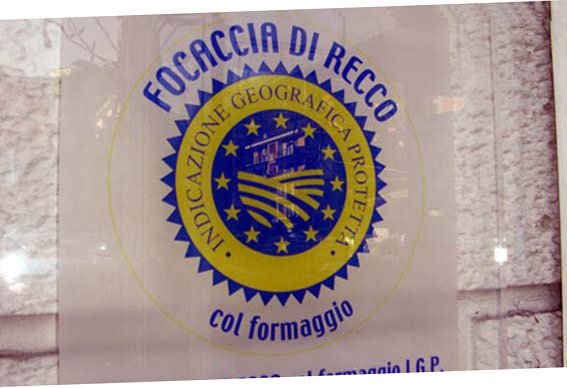 FOCACCIA DI RECCO
INDICAZIONE GEOGRAFICA PROTETTA
col formaggio
col formaggio I.G.P.